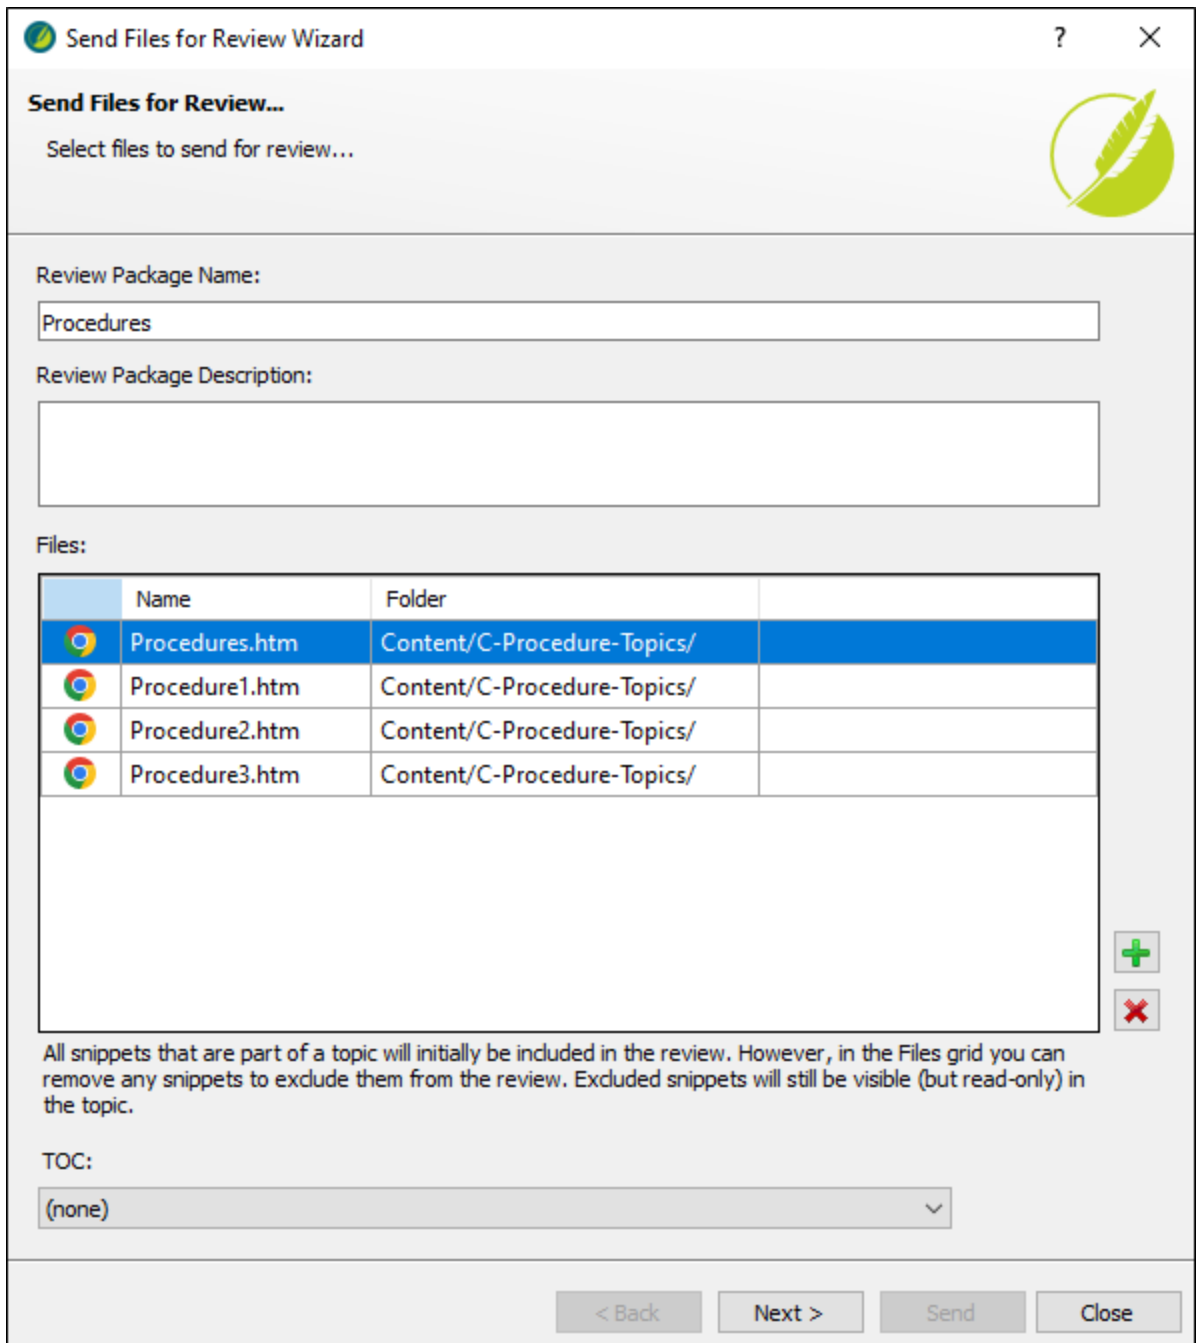 Send Files for Review Wizard
?
Send Files for Review...
Select files to send for review...
Review Package Name:
Procedures
Review Package Description:
Files:
Name Folder
Procedures.htm Content/C-Procedure-Topics/
Procedure1.htm Content/C-Procedure-Topics/
Procedure2.htm Content/C-Procedure-Topics/
Procedure3.htm Content/C-Procedure-Topics/
All snippets that are part of a topic will initially be included in the review. However, in the Files grid you can
remove any snippets to exclude them from the review. Excluded snippets will still be visible (but read-only) in
the topic.
TOC:
(none)
< Back Next > Send Close